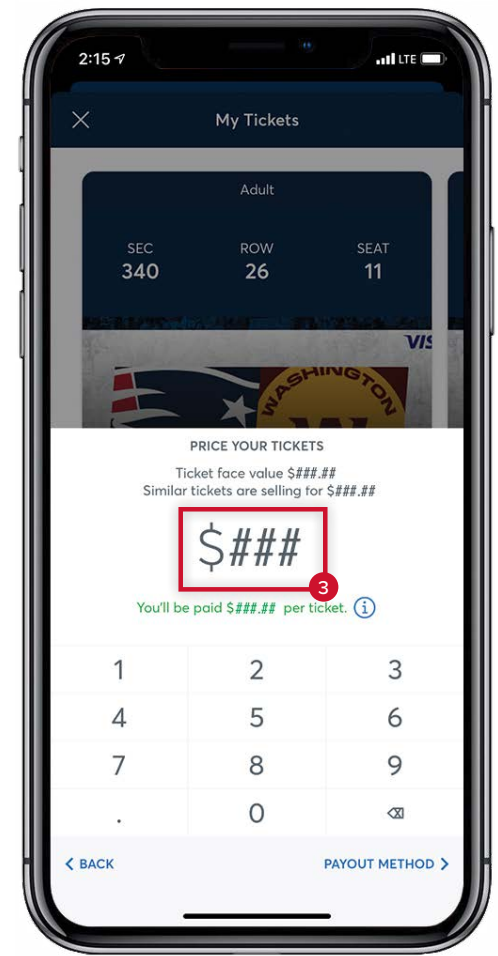 2:15 LTE
My Tickets
Adult
SEC ROW SEAT
340 26 11
VIS
WASHINGTON
W
PRICE YOUR TICKETS
Ticket face value $###.##
Similar tickets are selling for $###.##
$###
3
You'll be paid $###.## per ticket. i
1 2 3
4 5 6
7 8 9
. 0
BACK PAYOUT METHOD